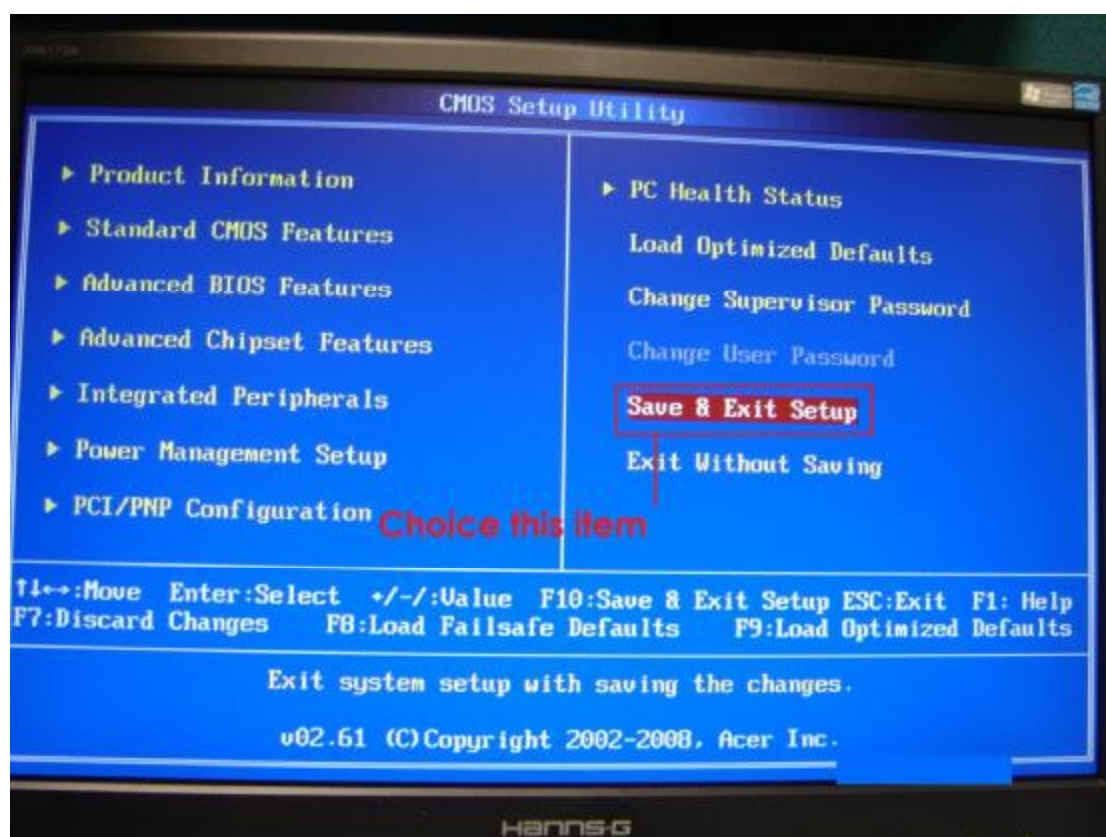 CMOS Setup Utility
▶ Product Information
▶ Standard CMOS Features
▶ Advanced BIOS Features
▶ Advanced Chipset Features
▶ Integrated Peripherals
▶ Power Management Setup
▶ PCI/PNP Configuration
▶ PC Health Status
Load Optimized Defaults
Change Supervisor Password
Change User Password
Save & Exit Setup
Exit Without Saving
Choice this item
↑↓←→:Move Enter:Select +/-/:Value F10:Save & Exit Setup ESC:Exit F1: Help
F7:Discard Changes F8:Load Failsafe Defaults F9:Load Optimized Defaults
Exit system setup with saving the changes.
v02.61 (C)Copyright 2002-2008, Acer Inc.
HANNS-G